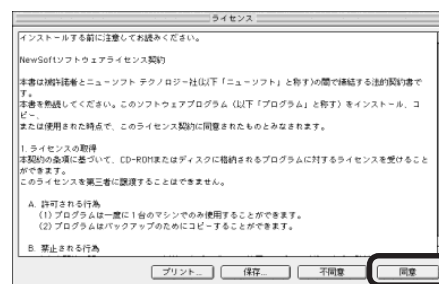 ライセンス
インストールする前に注意してお読みください。
NewSoftソフトウェアライセンス契約
本書は被許諾者とニューソフト テクノロジー社(以下「ニューソフト」と称す)の間で締結する法的契約書で
す。
本書を熟読してください。このソフトウェアプログラム (以下「プログラム」と称す) をインストール、コ
ピー、
または使用された時点で、このライセンス契約に同意されたものとみなされます。
1. ライセンスの取得
本契約の条項に基づいて、CD-ROMまたはディスクに格納されるプログラムに対するライセンスを受けること
ができます。
このライセンスを第三者に譲渡することはできません。
A. 許可される行為
(1) プログラムは一度に1台のマシンでのみ使用することができます。
(2) プログラムはバックアップのためにコピーすることができます。
B. 禁止される行為
プリント... 保存... 不同意 同意